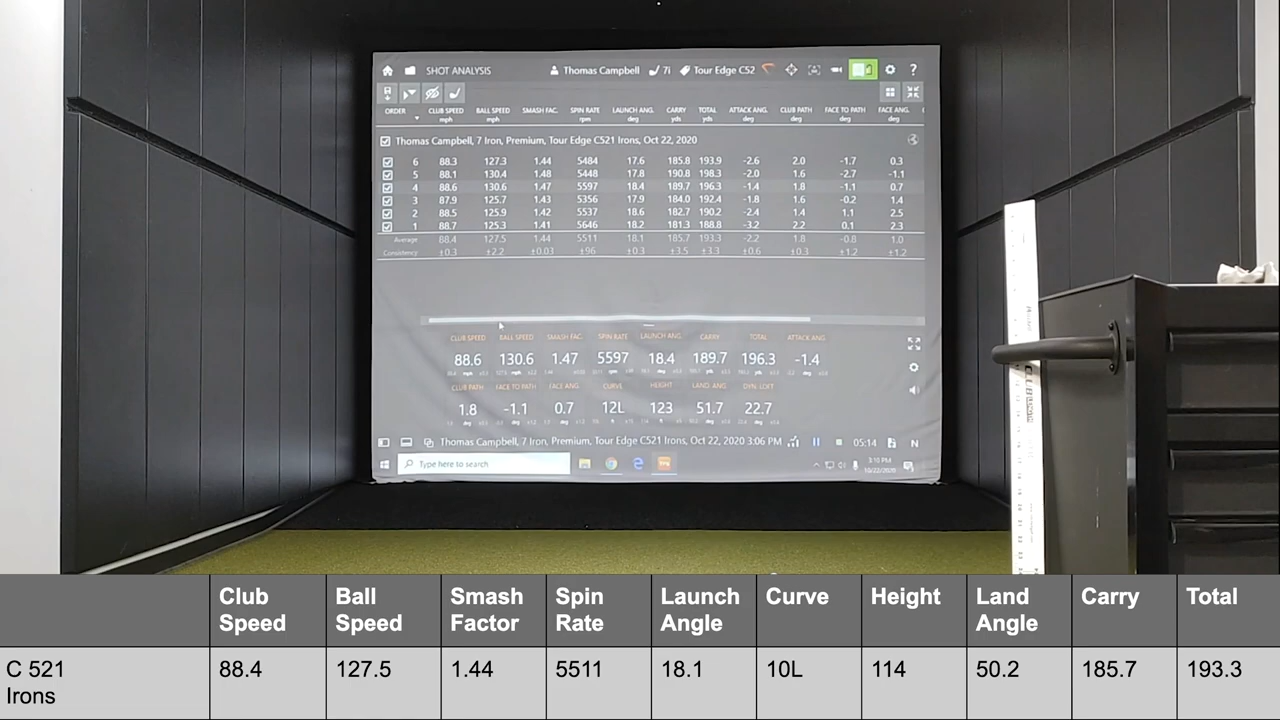 SHOT ANALYSIS Thomas Campbell 7i Tour Edge C52 ?
ORDER CLUB SPEED BALL SPEED SMASH FAC. SPIN RATE LAUNCH ANG. CARRY TOTAL ATTACK ANG. CLUB PATH FACE TO PATH FACE ANG.
mph mph rpm deg yds yds deg deg deg deg
Thomas Campbell, 7 Iron, Premium, Tour Edge C521 Irons, Oct 22, 2020
6 88.3 127.3 1.44 5484 17.6 185.8 193.9 -2.6 2.0 -1.7 0.3
5 88.1 130.4 1.48 5448 17.8 190.8 198.3 -2.0 1.6 -2.7 -1.1
4 88.6 130.6 1.47 5597 18.4 189.7 196.3 -1.4 1.8 -1.1 0.7
3 87.9 125.7 1.43 5356 17.9 184.0 192.4 -1.8 1.6 -0.2 1.4
2 88.5 125.9 1.42 5537 18.6 182.7 190.2 -2.4 1.4 1.1 2.5
1 88.7 125.3 1.41 5646 18.2 181.3 188.8 -3.2 2.2 0.1 2.3
Average 88.4 127.5 1.44 5511 18.1 185.7 193.3 -2.2 1.8 -0.8 1.0
Consistency ±0.3 ±2.2 ±0.03 ±96 ±0.3 ±3.5 ±3.3 ±0.6 ±0.3 ±1.2 ±1.2
CLUB SPEED BALL SPEED SMASH FAC. SPIN RATE LAUNCH ANG. CARRY TOTAL ATTACK ANG.
88.6 130.6 1.47 5597 18.4 189.7 196.3 -1.4
CLUB PATH FACE TO PATH FACE ANG. CURVE HEIGHT LAND. ANG. DYN. LOFT
1.8 -1.1 0.7 12L 123 51.7 22.7
Thomas Campbell, 7 Iron, Premium, Tour Edge C521 Irons, Oct 22, 2020 3:06 PM 05:14 N
Type here to search 3:10 PM
10/22/2020
Club Ball Smash Spin Launch Curve Height Land Carry Total
Speed Speed Factor Rate Angle Angle
C 521 88.4 127.5 1.44 5511 18.1 10L 114 50.2 185.7 193.3
Irons